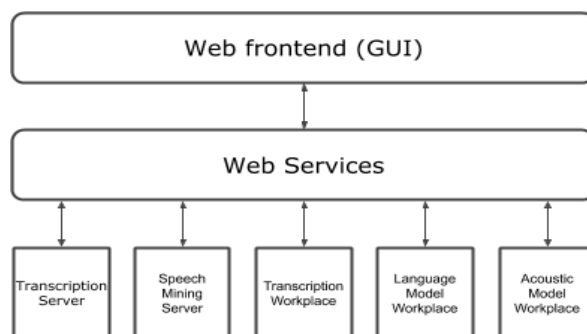 Web frontend (GUI)
Web Services
Transcription
Server
Speech
Mining
Server
Transcription
Workplace
Language
Model
Workplace
Acoustic
Model
Workplace